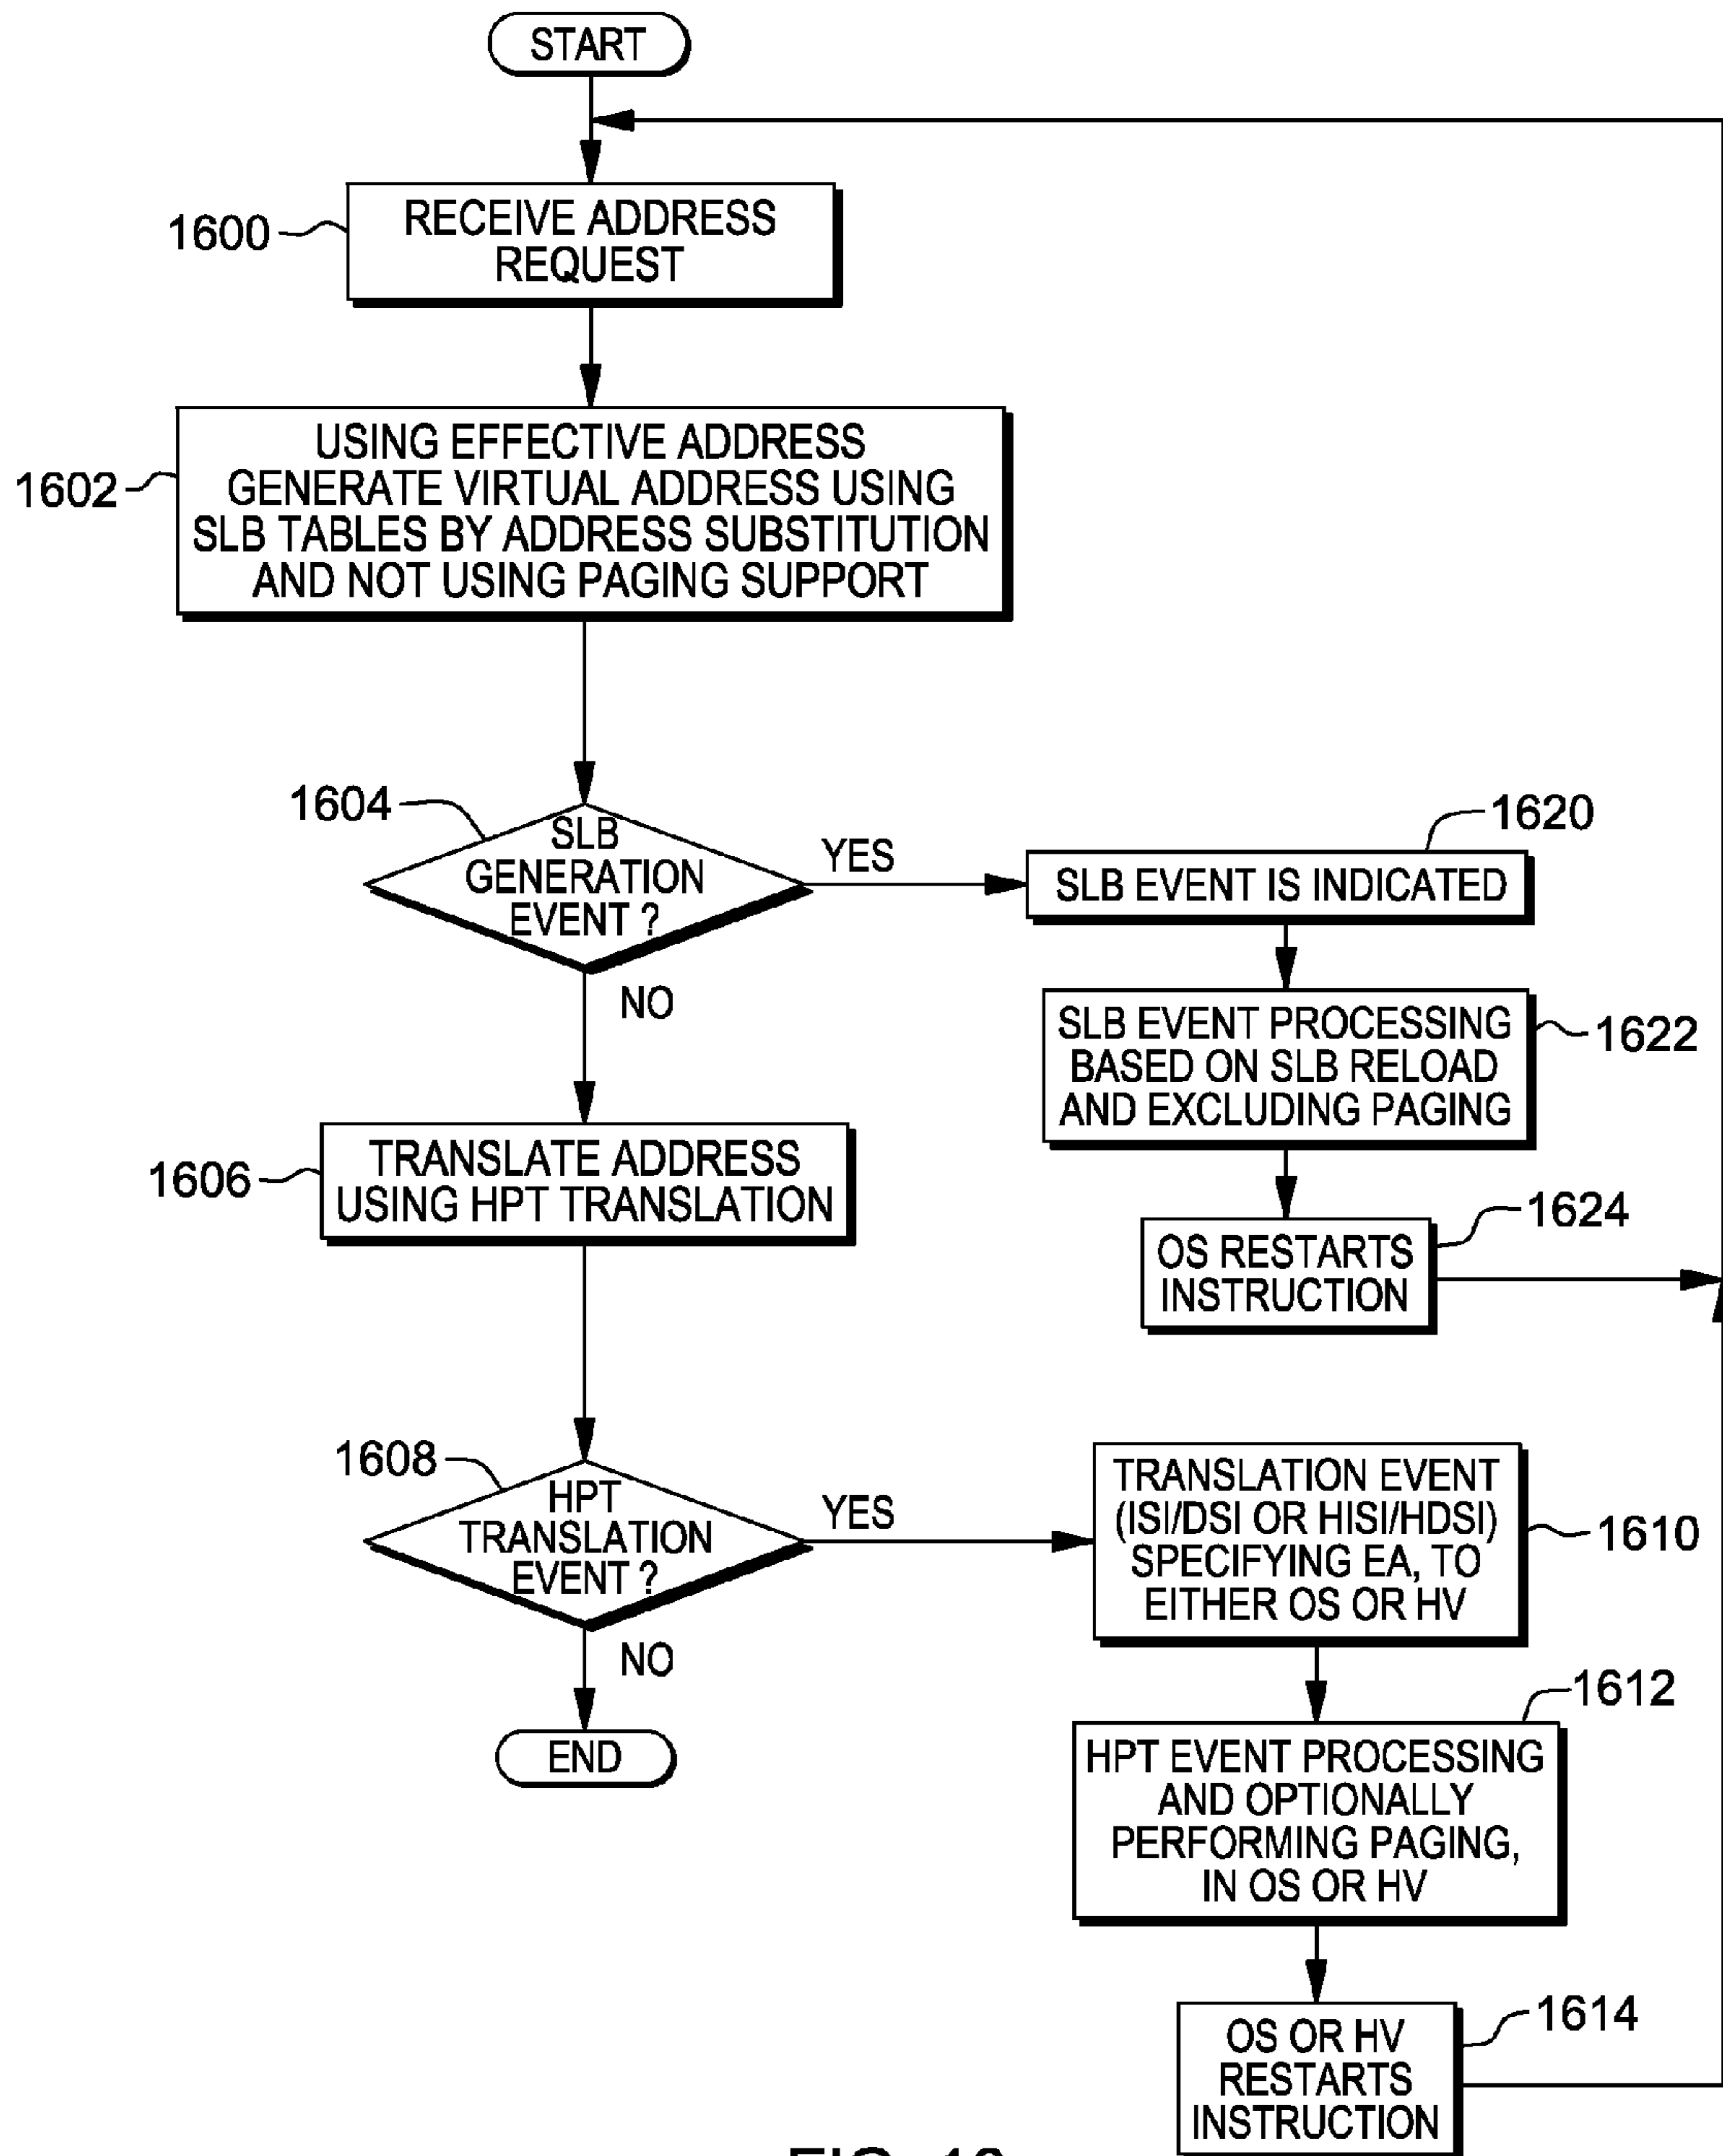 START
1600
RECEIVE ADDRESS
REQUEST
1602
USING EFFECTIVE ADDRESS
GENERATE VIRTUAL ADDRESS USING
SLB TABLES BY ADDRESS SUBSTITUTION
AND NOT USING PAGING SUPPORT
1604
SLB
GENERATION
EVENT ?
YES
NO
1620
SLB EVENT IS INDICATED
SLB EVENT PROCESSING
BASED ON SLB RELOAD
AND EXCLUDING PAGING
1622
1624
OS RESTARTS
INSTRUCTION
1606
TRANSLATE ADDRESS
USING HPT TRANSLATION
1608
HPT
TRANSLATION
EVENT ?
YES
NO
END
TRANSLATION EVENT
(ISI/DSI OR HISI/HDSI)
SPECIFYING EA, TO
EITHER OS OR HV
1610
1612
HPT EVENT PROCESSING
AND OPTIONALLY
PERFORMING PAGING,
IN OS OR HV
1614
OS OR HV
RESTARTS
INSTRUCTION